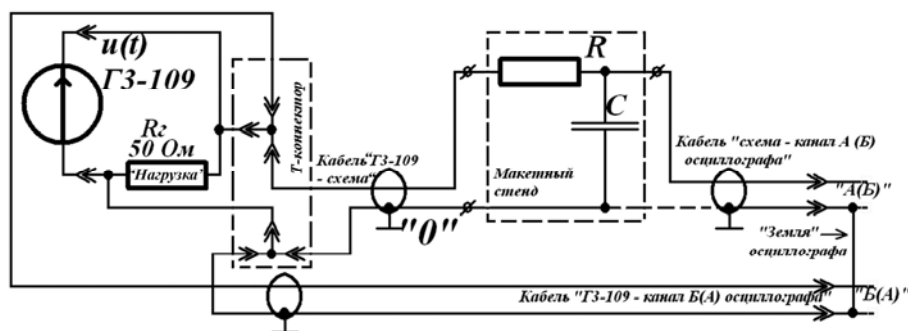 u(t)
Г3-109
Rг
50 Ом
"Нагрузка"
Т-коннектор
Кабель "Г3-109
- схема"
"0"
R
C
Макетный
стенд
Кабель "схема - канал А (Б)
осциллографа"
"А(Б)"
"Земля"
осциллографа
Кабель "Г3-109 - канал Б(А) осциллографа"
"Б(А)"